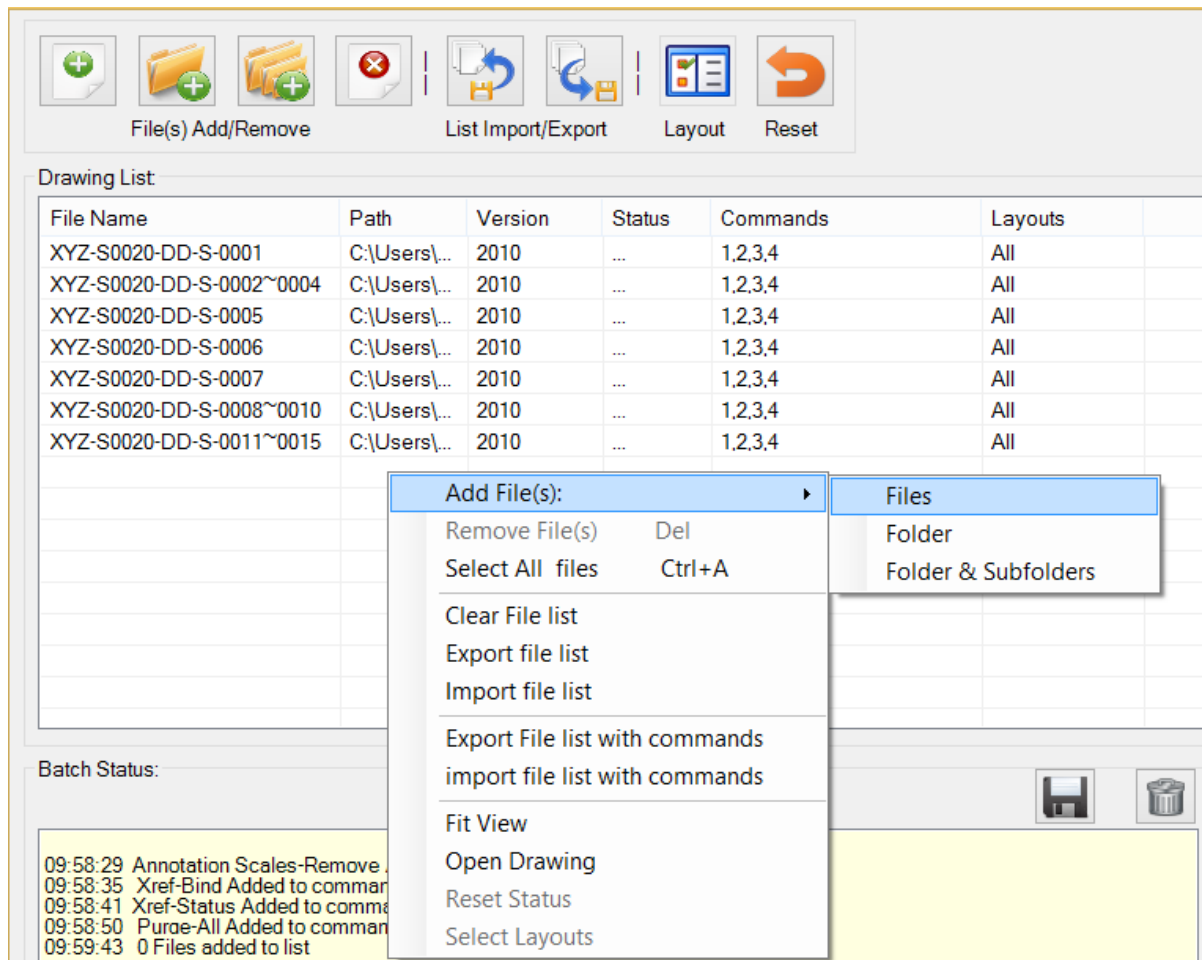 File(s) Add/Remove List Import/Export Layout Reset
Drawing List:
File Name Path Version Status Commands Layouts
XYZ-S0020-DD-S-0001 C:\Users\... 2010 ... 1,2,3,4 All
XYZ-S0020-DD-S-0002~0004 C:\Users\... 2010 ... 1,2,3,4 All
XYZ-S0020-DD-S-0005 C:\Users\... 2010 ... 1,2,3,4 All
XYZ-S0020-DD-S-0006 C:\Users\... 2010 ... 1,2,3,4 All
XYZ-S0020-DD-S-0007 C:\Users\... 2010 ... 1,2,3,4 All
XYZ-S0020-DD-S-0008~0010 C:\Users\... 2010 ... 1,2,3,4 All
XYZ-S0020-DD-S-0011~0015 C:\Users\... 2010 ... 1,2,3,4 All
Add File(s):
Remove File(s) Del
Select All files Ctrl+A
Clear File list
Export file list
Import file list
Export File list with commands
import file list with commands
Fit View
Open Drawing
Reset Status
Select Layouts
Files
Folder
Folder & Subfolders
Batch Status:
09:58:29 Annotation Scales-Remove
09:58:35 Xref-Bind Added to comman
09:58:41 Xref-Status Added to comma
09:58:50 Purge-All Added to comman
09:59:43 0 Files added to list